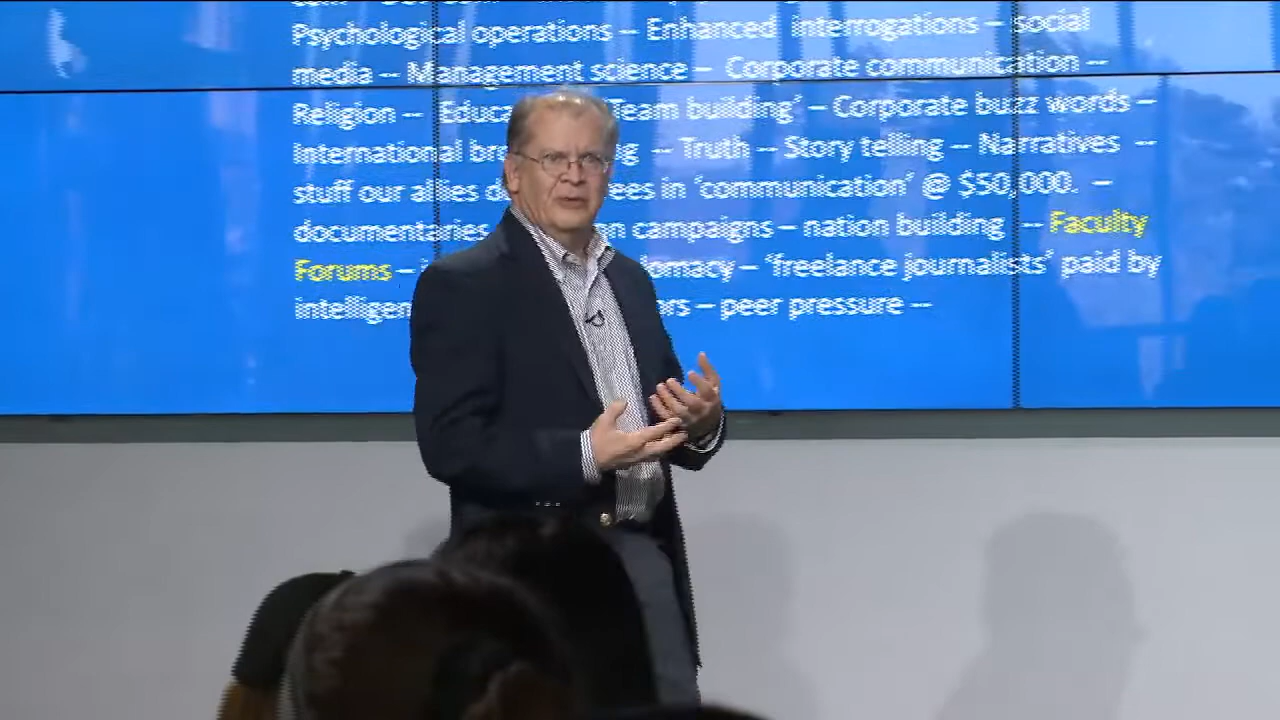 Psychological operations -- Enhanced interrogations – social
media -- Management science – Corporate communication --
Religion -- Team building' – Corporate buzz words –
International -- Truth – Story telling – Narratives --
stuff our allies in 'communication' @ $50,000. –
documentaries campaigns – nation building -- Faculty
Forums – – 'freelance journalists' paid by
– peer pressure --